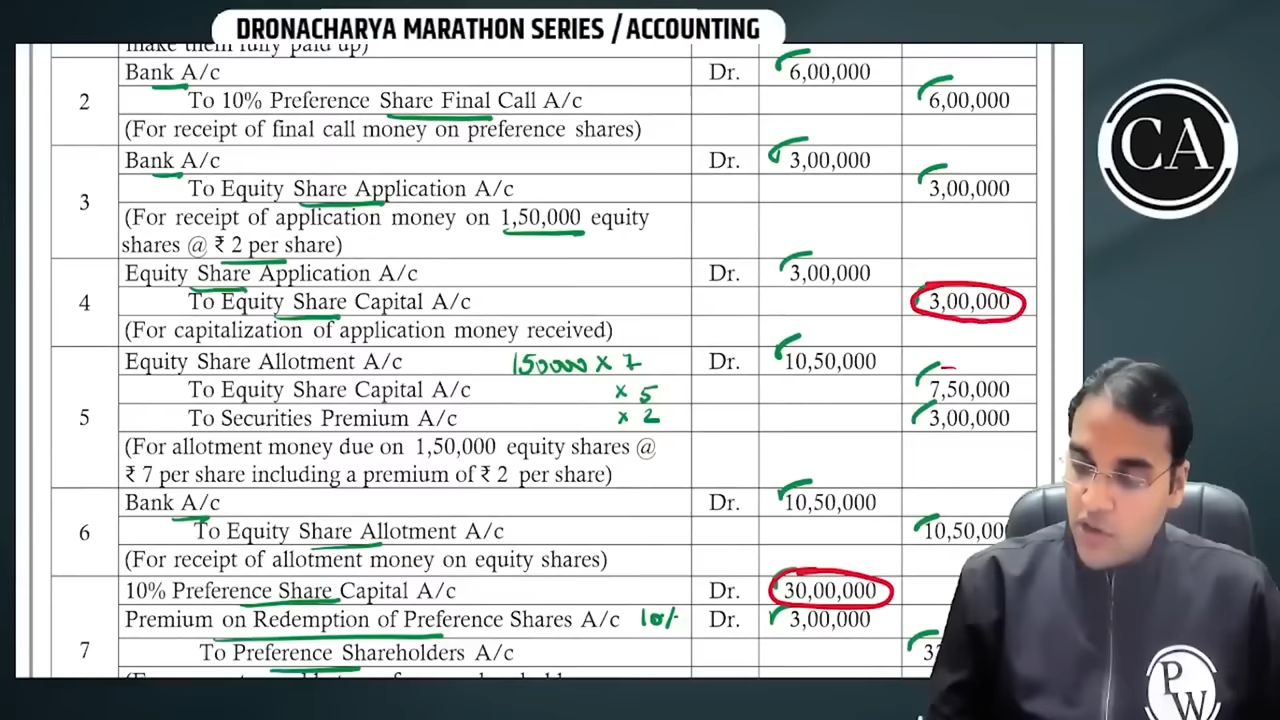 DRONACHARYA MARATHON SERIES / ACCOUNTING
make them fully paid up)
Bank A/c Dr. 6,00,000
2 To 10% Preference Share Final Call A/c 6,00,000
(For receipt of final call money on preference shares)
Bank A/c Dr. 3,00,000
To Equity Share Application A/c 3,00,000
3
(For receipt of application money on 1,50,000 equity
shares @ ₹ 2 per share)
Equity Share Application A/c Dr. 3,00,000
4 To Equity Share Capital A/c 3,00,000
(For capitalization of application money received)
Equity Share Allotment A/c 150000 × 7 Dr. 10,50,000
To Equity Share Capital A/c × 5 7,50,000
5 To Securities Premium A/c × 2 3,00,000
(For allotment money due on 1,50,000 equity shares @
₹ 7 per share including a premium of ₹ 2 per share)
Bank A/c Dr. 10,50,000
6 To Equity Share Allotment A/c 10,50,00
(For receipt of allotment money on equity shares)
10% Preference Share Capital A/c Dr. 30,00,000
Premium on Redemption of Preference Shares A/c 10% Dr. 3,00,000
7 To Preference Shareholders A/c
CA
PW